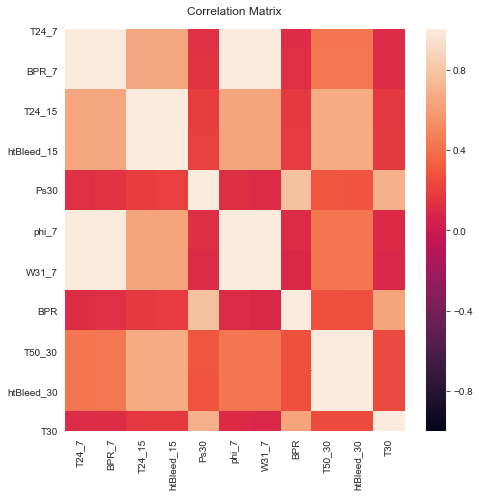 Correlation Matrix
T24_7
BPR_7
T24_15
htBleed_15
Ps30
phi_7
W31_7
BPR
T50_30
htBleed_30
T30
T24_7
BPR_7
T24_15
htBleed_15
Ps30
phi_7
W31_7
BPR
T50_30
htBleed_30
T30
0.8
0.4
0.0
−0.4
−0.8